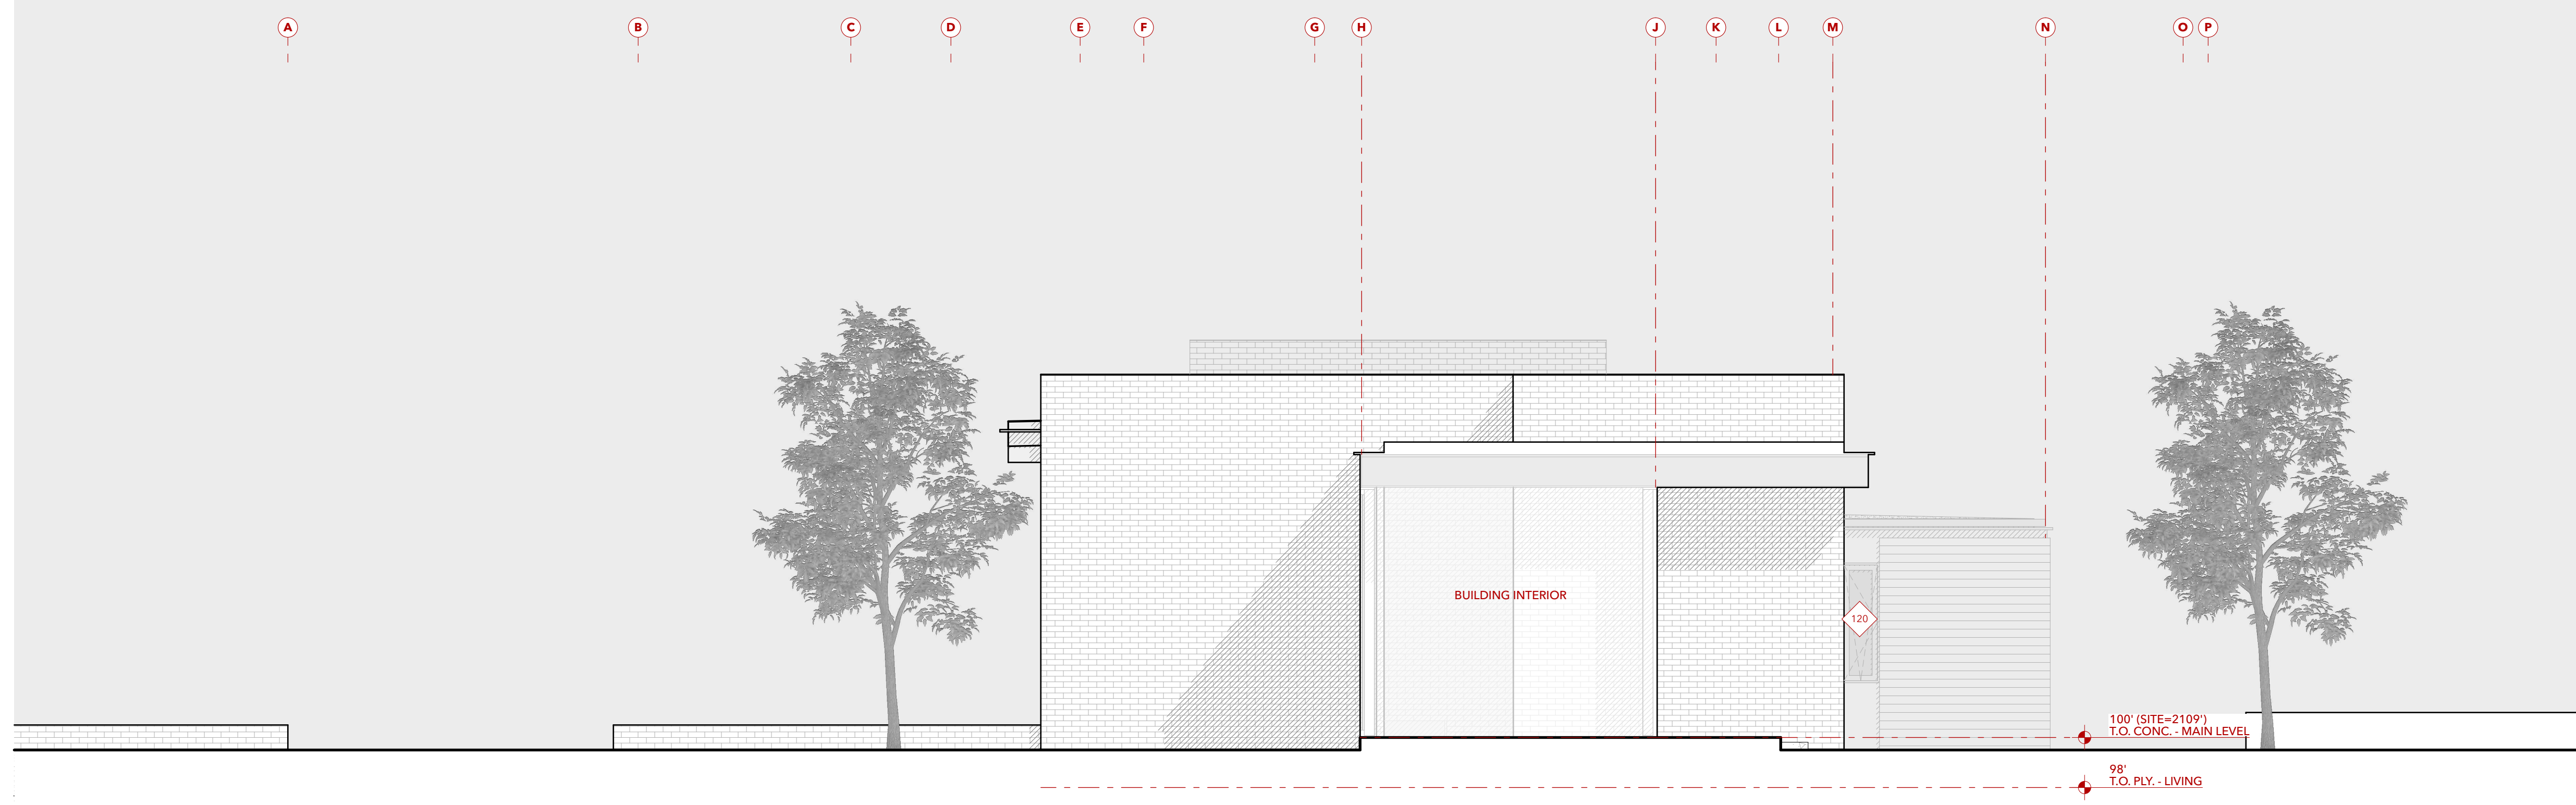 A B C D E F G H J K L M N O P
BUILDING INTERIOR
120
100' (SITE=2109')
T.O. CONC. - MAIN LEVEL
98'
T.O. PLY. - LIVING